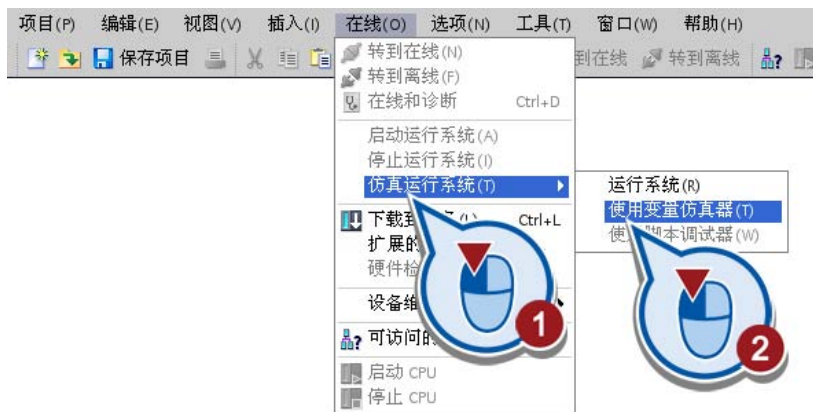 项目(P) 编辑(E) 视图(V) 插入(I) 在线(O) 选项(N) 工具(T) 窗口(W) 帮助(H)
保存项目 到在线 转到离线
转到在线(N)
转到离线(F)
在线和诊断 Ctrl+D
启动运行系统(A)
停止运行系统(I)
仿真运行系统(T)
运行系统(R)
使用变量仿真器(T)
脚本调试器(W)
下载到 Ctrl+L
扩展的
硬件检
设备维
可访问的
启动 CPU
停止 CPU
1
2